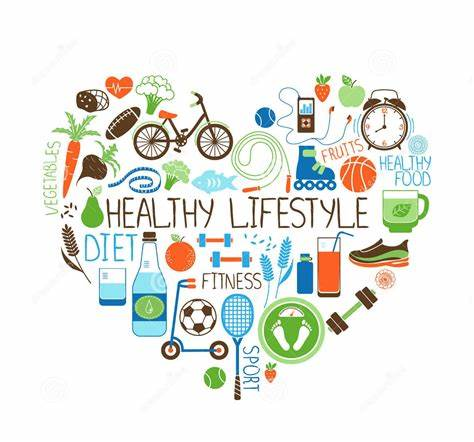 VEGETABLES
FRUITS
HEALTHY
FOOD
HEALTHY LIFESTYLE
DIET
FITNESS
SPORT